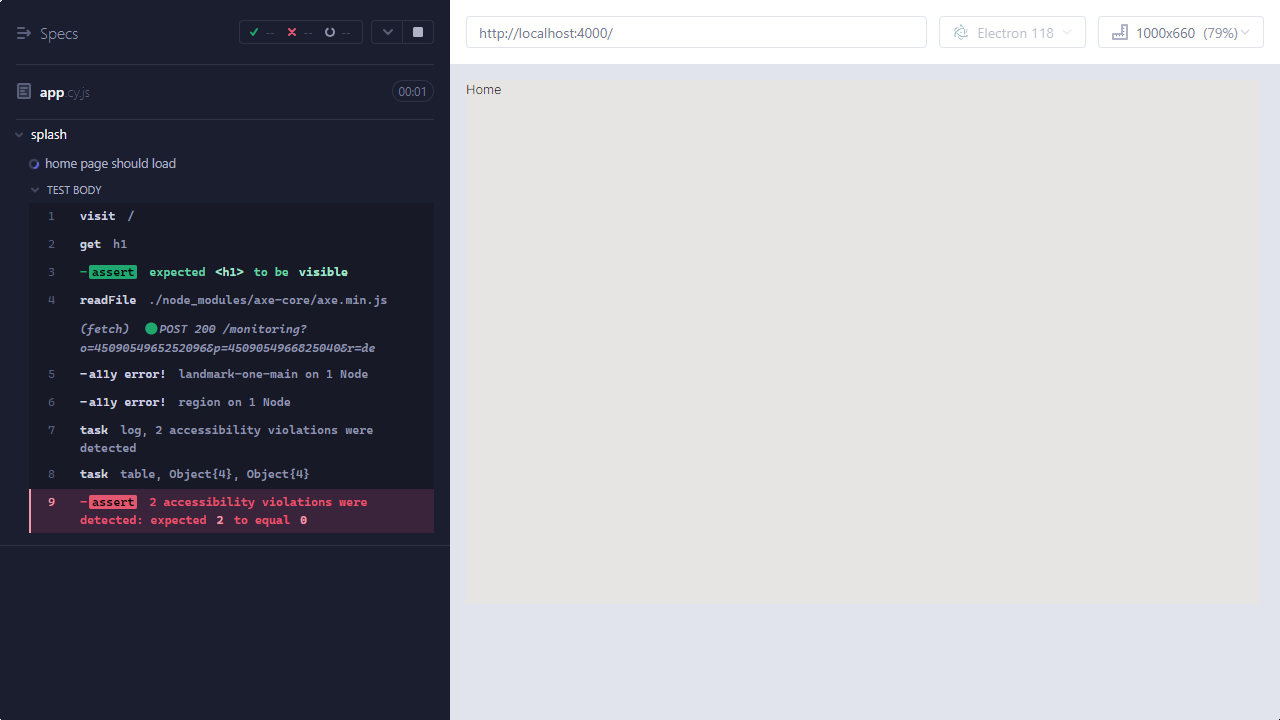 Specs
-- -- --
app.cy.js
00:01
splash
home page should load
TEST BODY
1 visit /
2 get h1
3 -assert expected <h1> to be visible
4 readFile ./node_modules/axe-core/axe.min.js
(fetch) POST 200 /monitoring?
o=4509054965252096&p=4509054966825040&r=de
5 -a11y error! landmark-one-main on 1 Node
6 -a11y error! region on 1 Node
7 task log, 2 accessibility violations were
detected
8 task table, Object{4}, Object{4}
9 -assert 2 accessibility violations were
detected: expected 2 to equal 0
http://localhost:4000/
Electron 118
1000x660 (79%)
Home